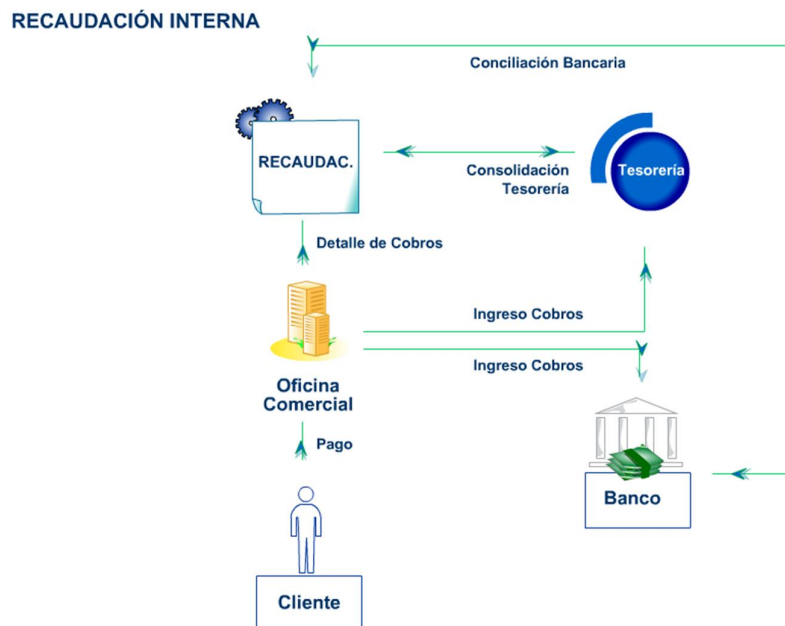 RECAUDACIÓN INTERNA
Conciliación Bancaria
RECAUDAC.
Consolidación
Tesorería
Tesorería
Detalle de Cobros
Ingreso Cobros
Ingreso Cobros
Oficina
Comercial
Pago
Banco
Cliente